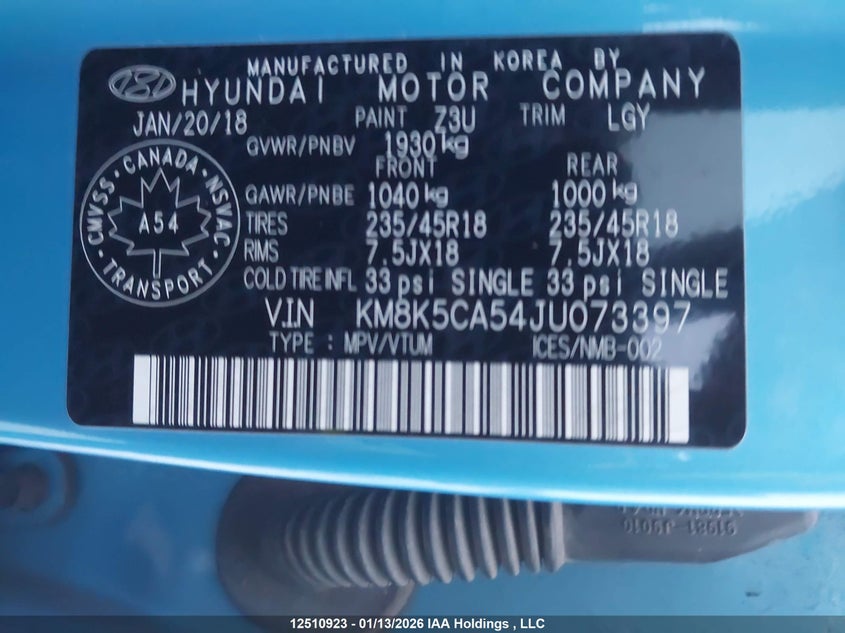 MANUFACTURED IN KOREA BY
HYUNDAI MOTOR COMPANY
JAN/20/18 PAINT Z3U TRIM LGY
GVWR/PNBV 1930 kg
FRONT REAR
GAWR/PNBE 1040 kg 1000 kg
TIRES 235/45R18 235/45R18
RIMS 7.5JX18 7.5JX18
COLD TIRE INFL 33 psi SINGLE 33 psi SINGLE
V.I.N KM8K5CA54JU073397
TYPE : MPV/VTUM ICES/NMB-002
CANADA
CMVSS NSVAC
A54
TRANSPORT
12510923 - 01/13/2026 IAA Holdings , LLC